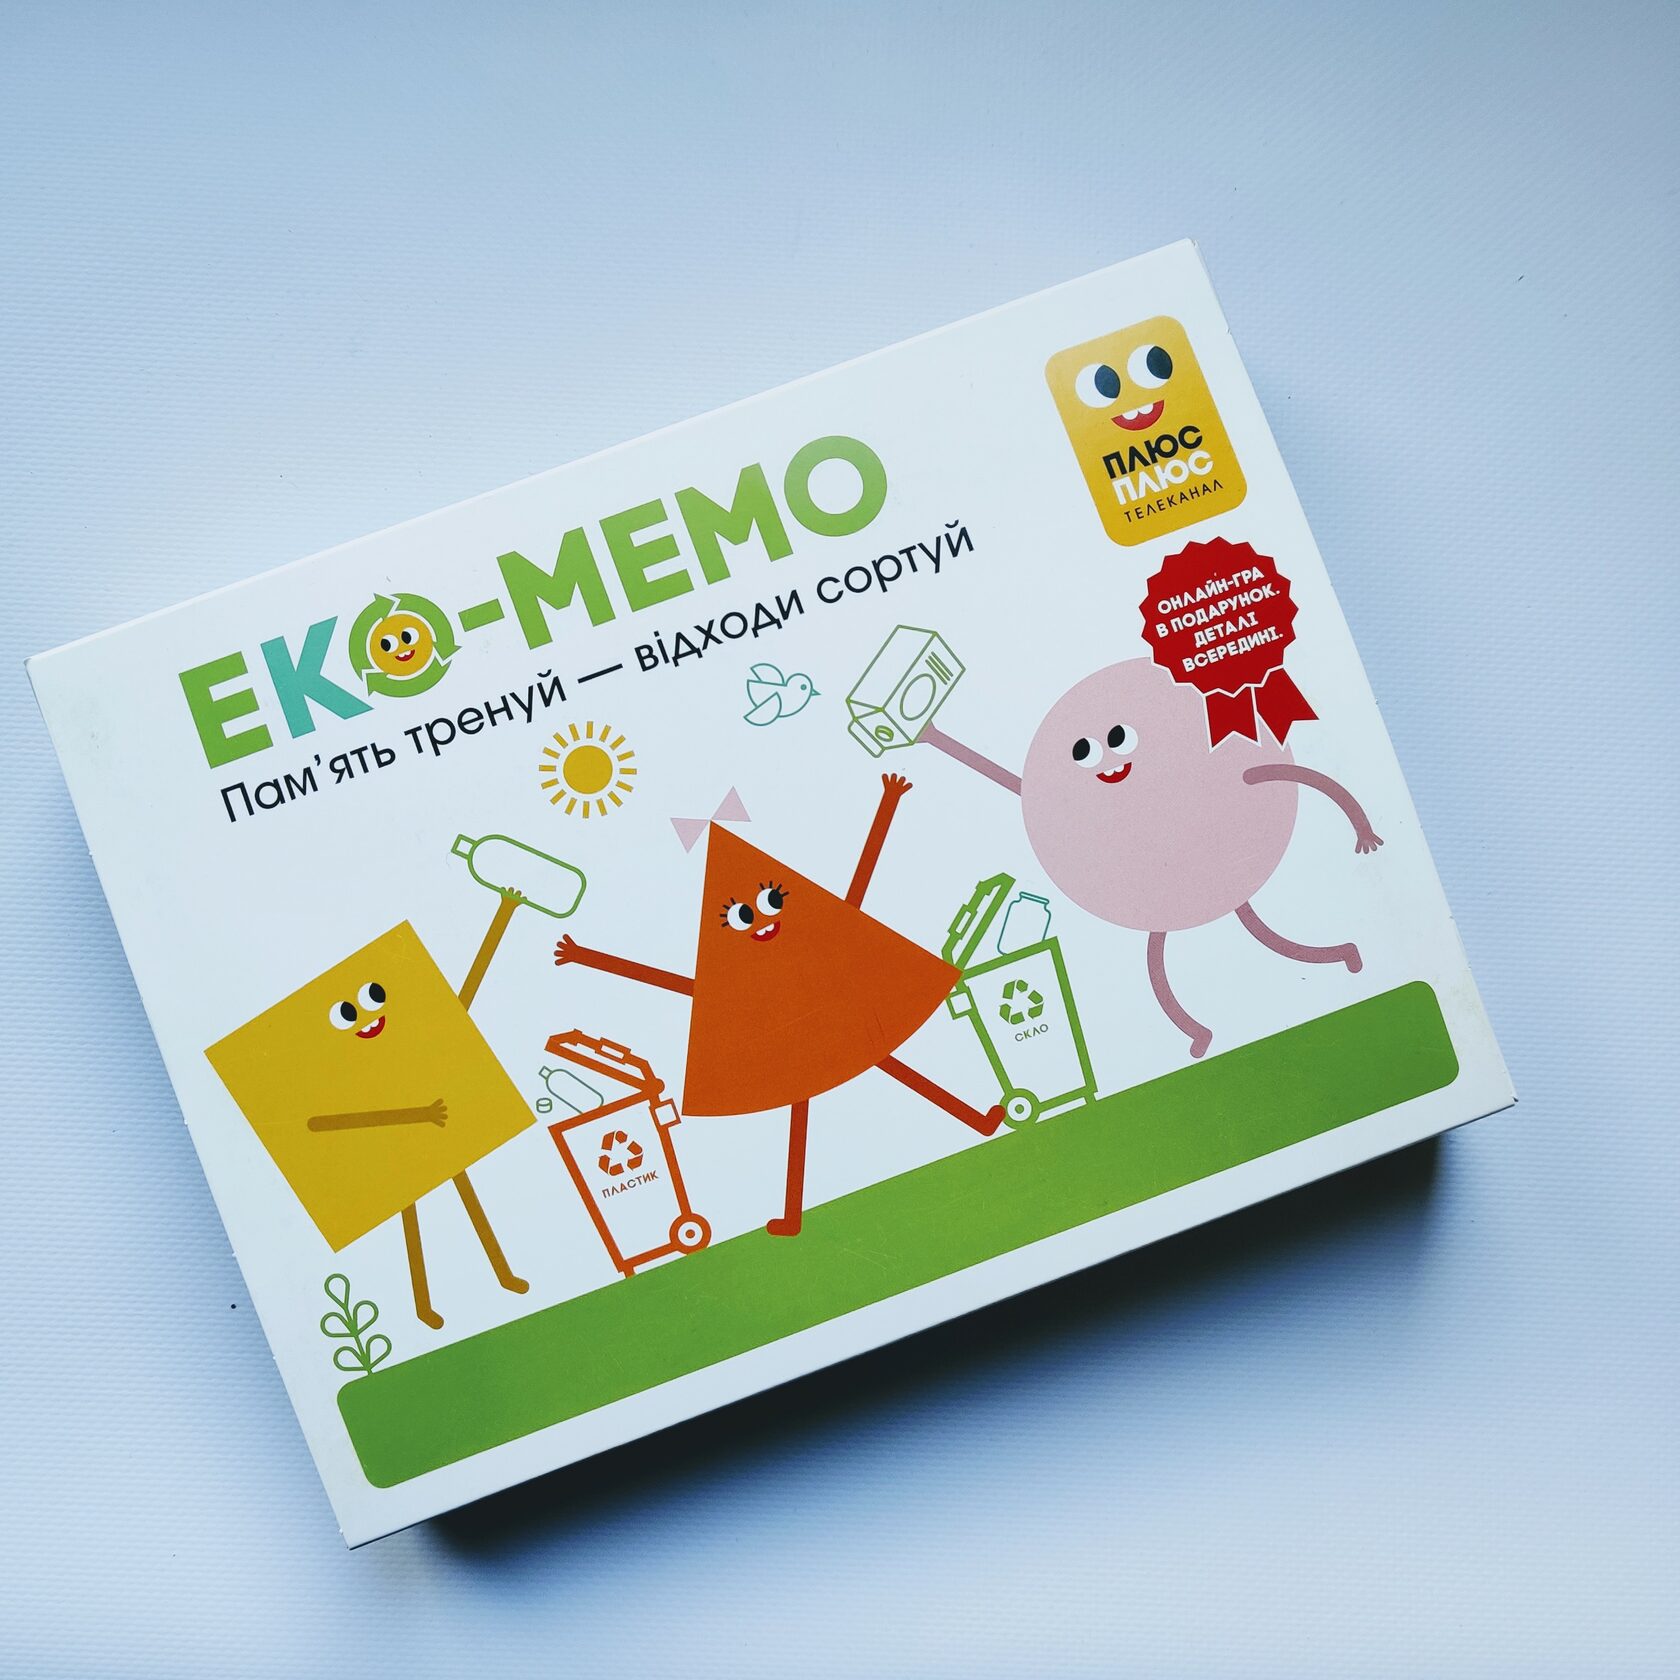 ЕКО-МЕМО
Пам'ять тренуй — відходи сортуй
ПЛЮС
ПЛЮС
ТЕЛЕКАНАЛ
ОНЛАЙН-ГРА
В ПОДАРУНОК.
ДЕТАЛІ
ВСЕРЕДИНІ.
СКЛО
ПЛАСТИК